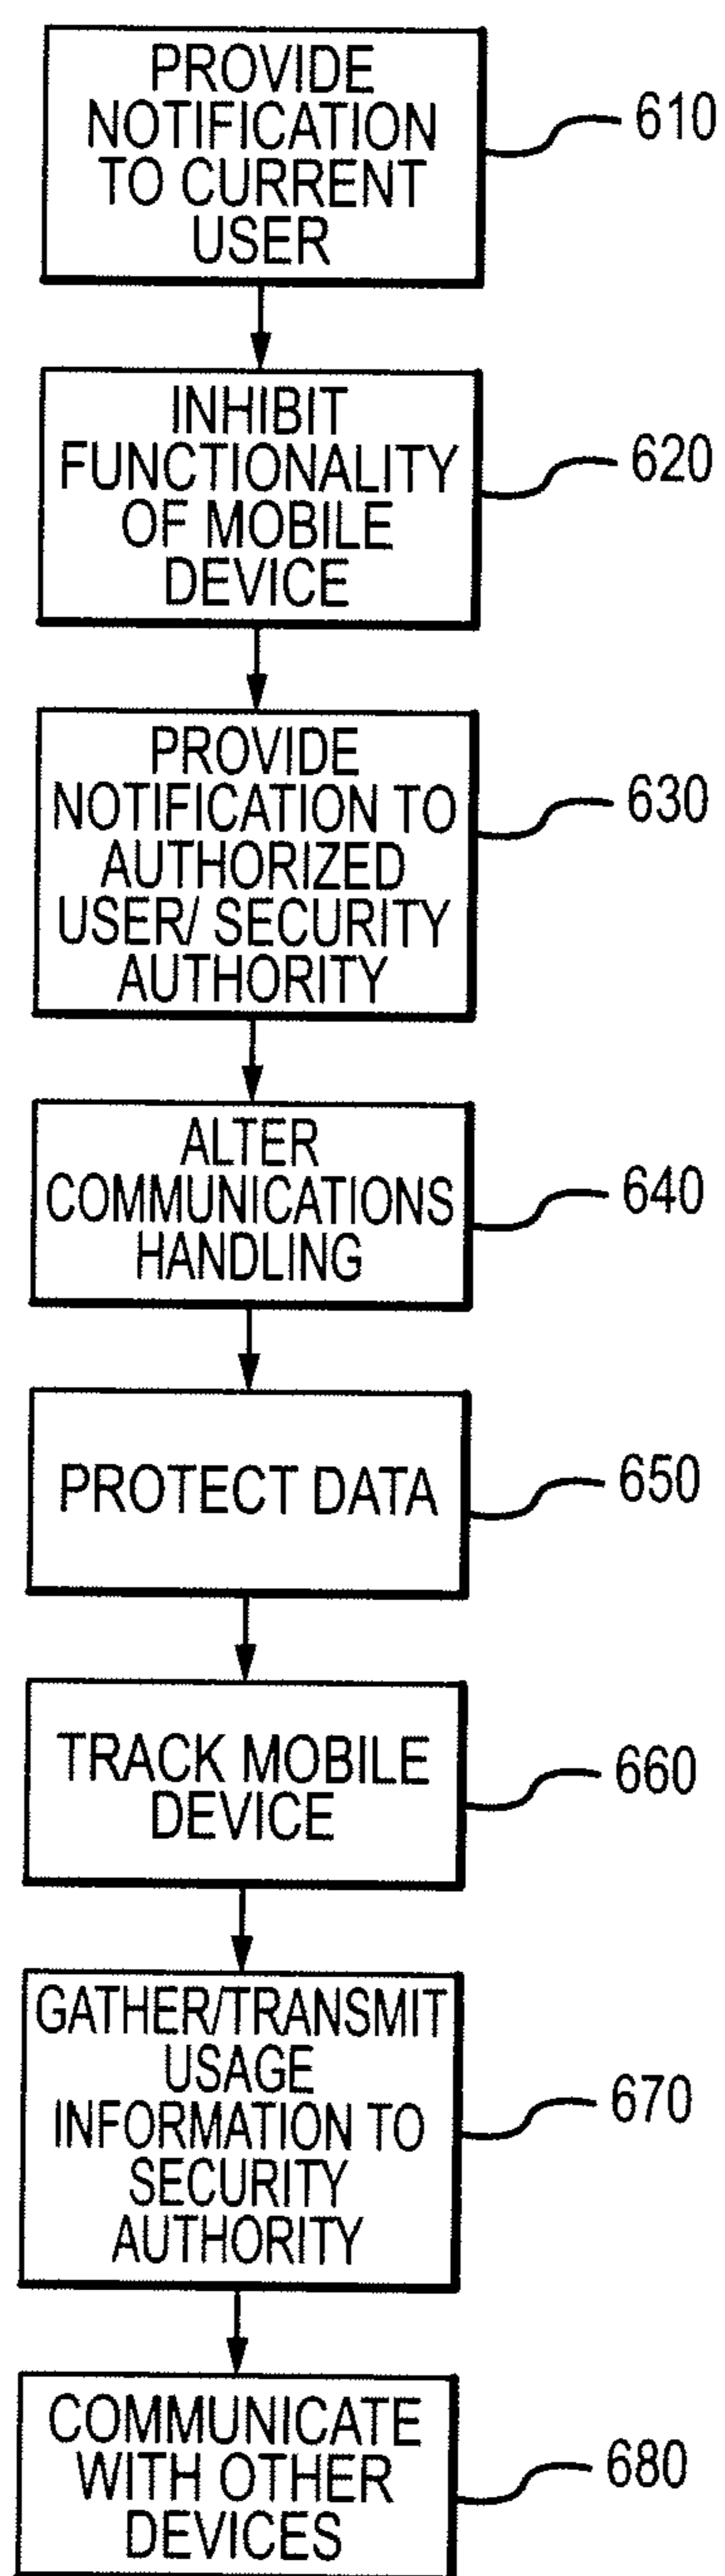 PROVIDE
NOTIFICATION
TO CURRENT
USER
610
INHIBIT
FUNCTIONALITY
OF MOBILE
DEVICE
620
PROVIDE
NOTIFICATION TO
AUTHORIZED
USER/ SECURITY
AUTHORITY
630
ALTER
COMMUNICATIONS
HANDLING
640
PROTECT DATA
650
TRACK MOBILE
DEVICE
660
GATHER/TRANSMIT
USAGE
INFORMATION TO
SECURITY
AUTHORITY
670
COMMUNICATE
WITH OTHER
DEVICES
680